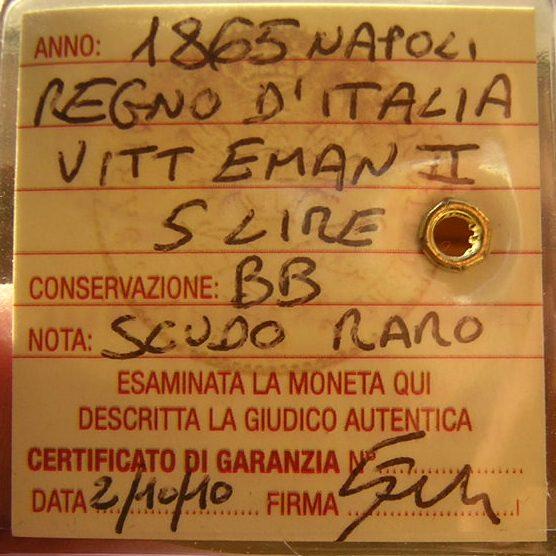 ANNO: 1865 NAPOLI
REGNO D'ITALIA
VITT EMAN II
5 LIRE
CONSERVAZIONE: BB
NOTA: SCUDO RARO
ESAMINATA LA MONETA QUI
DESCRITTA LA GIUDICO AUTENTICA
CERTIFICATO DI GARANZIA N°
DATA 2/10/10 FIRMA